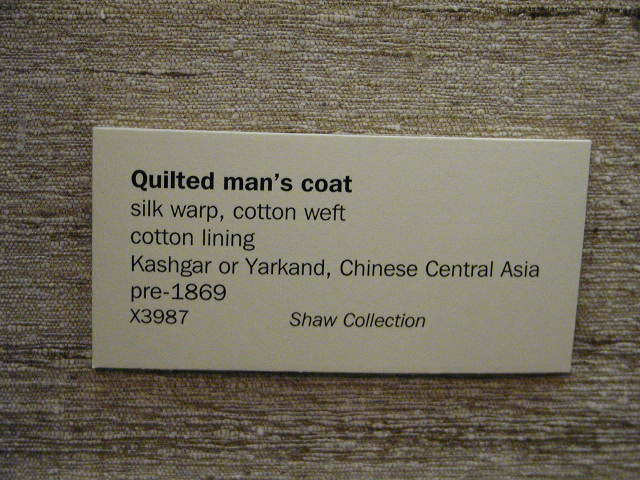 Quilted man's coat
silk warp, cotton weft
cotton lining
Kashgar or Yarkand, Chinese Central Asia
pre-1869
X3987 Shaw Collection